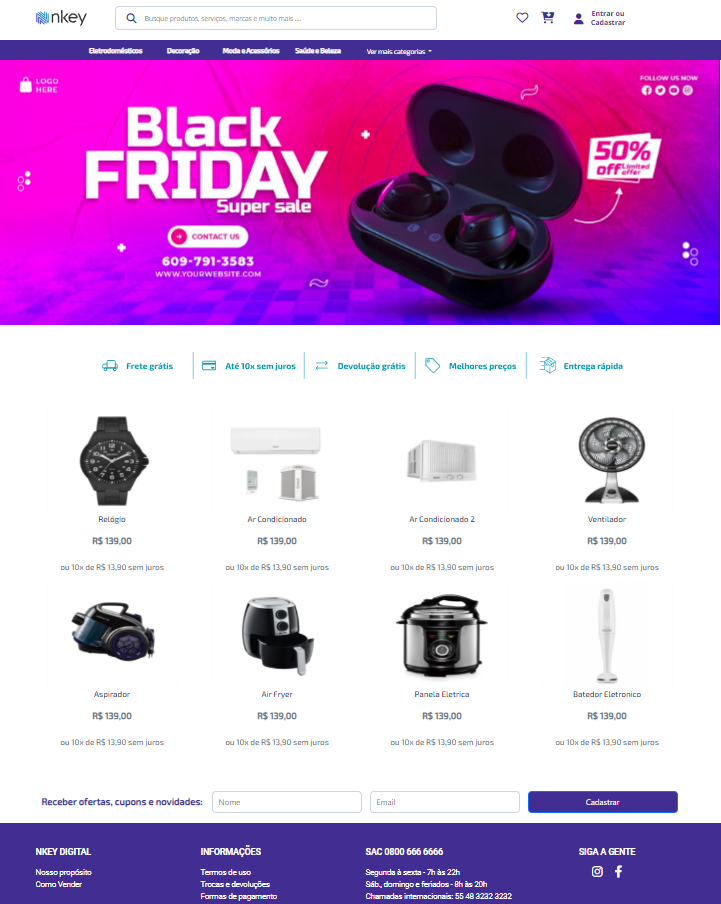 nkey
Busque produtos, serviços, marcas e muito mais ...
Entrar ou
Cadastrar
Eletrodomésticos Decoração Moda e Acessórios Saúde e Beleza Ver mais categorias
LOGO
HERE
FOLLOW US NOW
Black
FRIDAY
Super sale
50%
off Limited
offer
CONTACT US
609-791-3583
WWW.YOURWEBSITE.COM
Frete grátis Até 10x sem juros Devolução grátis Melhores preços Entrega rápida
Relógio Ar Condicionado Ar Condicionado 2 Ventilador
R$ 139,00 R$ 139,00 R$ 139,00 R$ 139,00
ou 10x de R$ 13,90 sem juros ou 10x de R$ 13,90 sem juros ou 10x de R$ 13,90 sem juros ou 10x de R$ 13,90 sem juros
Aspirador Air Fryer Panela Eletrica Batedor Eletronico
R$ 139,00 R$ 139,00 R$ 139,00 R$ 139,00
ou 10x de R$ 13,90 sem juros ou 10x de R$ 13,90 sem juros ou 10x de R$ 13,90 sem juros ou 10x de R$ 13,90 sem juros
Receber ofertas, cupons e novidades: Nome Email Cadastrar
NKEY DIGITAL INFORMAÇÕES SAC 0800 666 6666 SIGA A GENTE
Nosso propósito Termos de uso Segunda à sexta - 7h às 22h
Como Vender Trocas e devoluções Sáb., domingo e feriados - 8h às 20h
Formas de pagamento Chamadas internacionais: 55 48 3232 3232